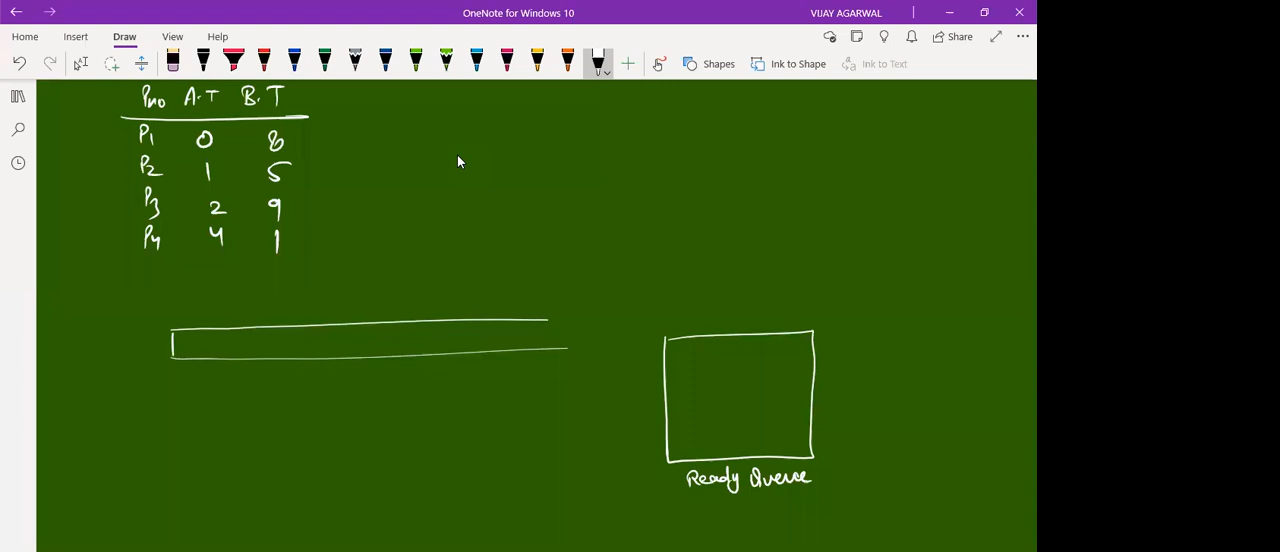 OneNote for Windows 10
VIJAY AGARWAL
Home Insert Draw View Help
Share
Shapes Ink to Shape Ink to Text
Pno A.T B.T
P1 0 8
P2 1 5
P3 2 9
P4 4 1
Ready Queue